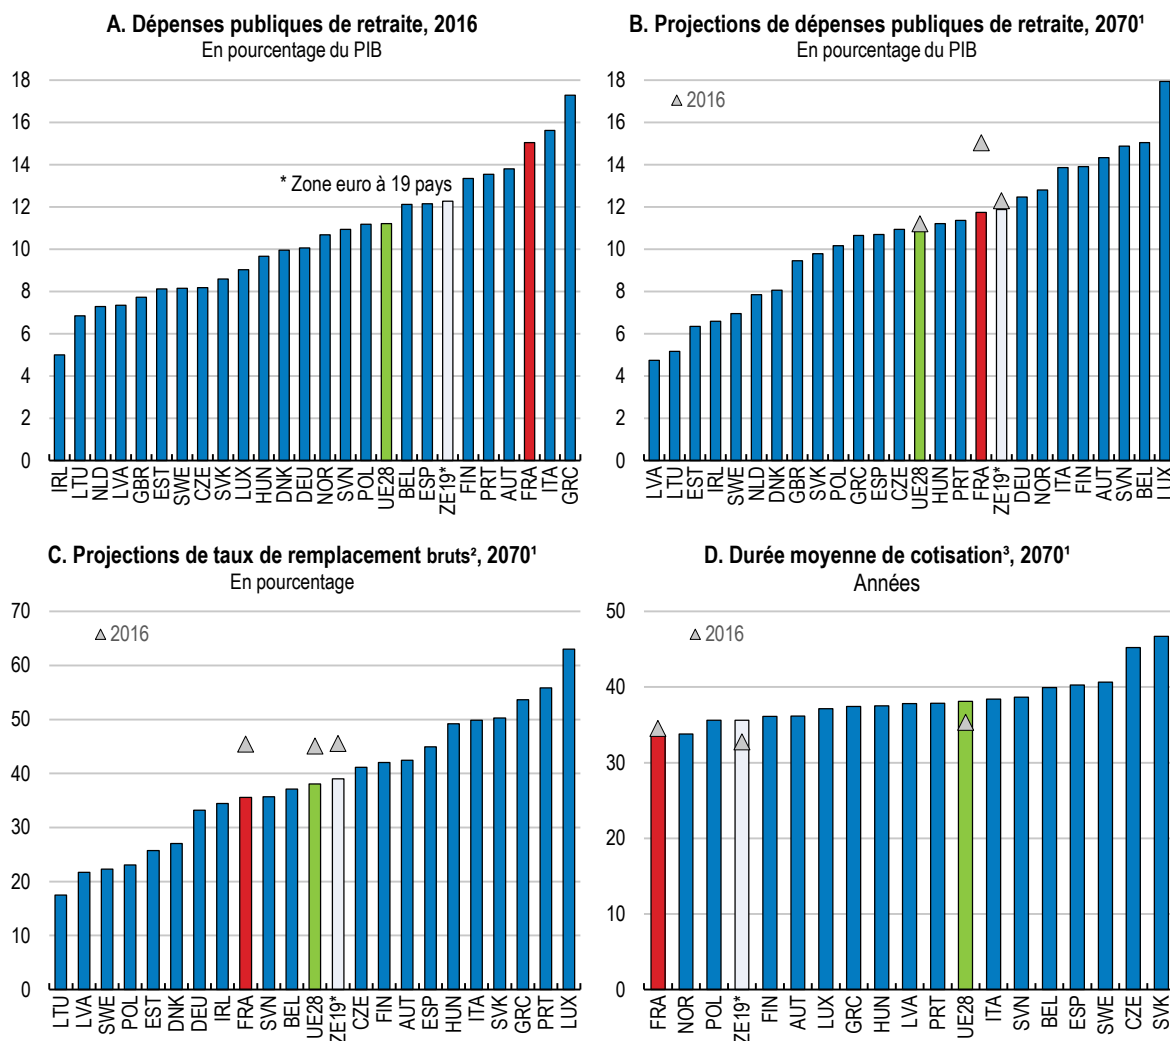 A. Dépenses publiques de retraite, 2016
En pourcentage du PIB
18
16
14
12
10
8
6
4
2
0
* Zone euro à 19 pays
IRL LTU NLD LVA GBR EST SWE CZE SVK LUX HUN DNK DEU NOR SVN POL UE28 BEL ESP ZE19* FIN PRT AUT FRA ITA GRC
B. Projections de dépenses publiques de retraite, 2070¹
En pourcentage du PIB
18
16
14
12
10
8
6
4
2
0
2016
LVA LTU EST IRL SWE NLD DNK GBR SVK POL GRC ESP CZE UE28 HUN PRT FRA ZE19* DEU NOR ITA FIN AUT SVN BEL LUX
C. Projections de taux de remplacement bruts², 2070¹
En pourcentage
70
60
50
40
30
20
10
0
2016
LTU LVA SWE POL EST DNK DEU IRL FRA SVN BEL UE28 ZE19* CZE FIN AUT ESP HUN ITA SVK GRC PRT LUX
D. Durée moyenne de cotisation³, 2070¹
Années
50
40
30
20
10
0
2016
FRA NOR POL ZE19* FIN AUT LUX GRC HUN LVA PRT UE28 ITA SVN BEL ESP SWE CZE SVK